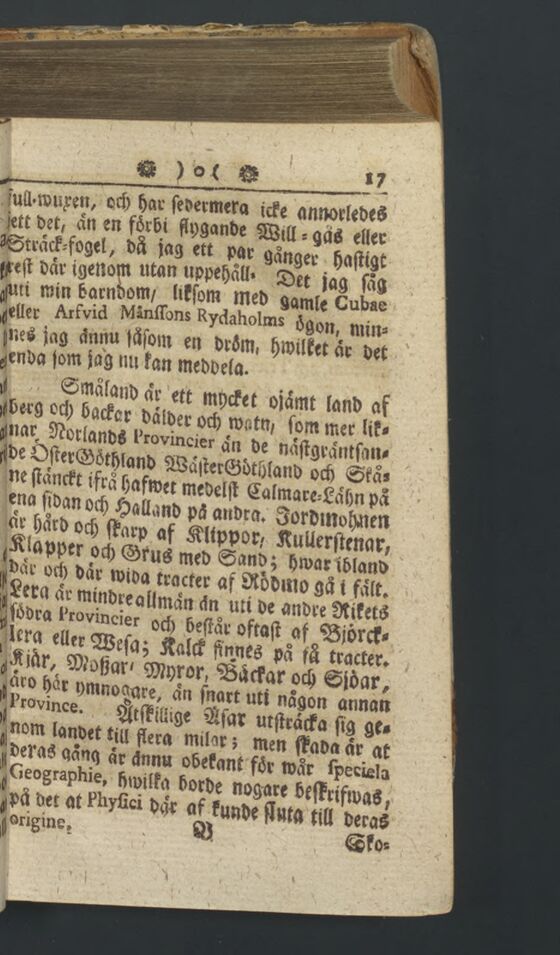 )o( 17
full-wuxen, och har sedermera icke annorledes
sett det, än en förbi flygande Will-gås eller
Sträck-fogel, då jag ett par gånger hastigt
rest där igenom utan uppehåll. Det jag såg
uti min barndom, liksom med gamle Cubae
eller Arfvid Månssons Rydaholms ögon, min-
nes jag ännu såsom en dröm, hwilket är det
enda som jag nu kan meddela.
Småland är ett mycket ojämt land af
berg och backar dälder och watn, som mer lik-
nar Norlands Provincier än de nästgräntsan-
de ÖsterGöthland WästerGöthland och Skå-
ne stänckt ifrå hafwet medelst Calmare-Lähn på
ena sidan och Halland på andra. Jordmohnen
är hård och skarp af Klippor, Kullerstenar,
Klapper och Grus med Sand; hwar ibland
där och där wida tracter af Rödmo gå i fält.
Lera är mindre allmän än uti de andre Rikets
södra Provincier och består oftast af Björck-
lera eller Wesa; Kalck finnes på få tracter.
Kjär, Moßar, Myror, Bäckar och Sjöar,
äro här ymnogare, än snart uti någon annan
Province. Åtskillige Åsar utsträcka sig ge-
nom landet till flera milar; men skada är at
deras gång är ännu obekant för wår speciela
Geographie, hwilka borde nogare beskrifwas,
på det at Physici där af kunde sluta till deras
origine.
B Sko-